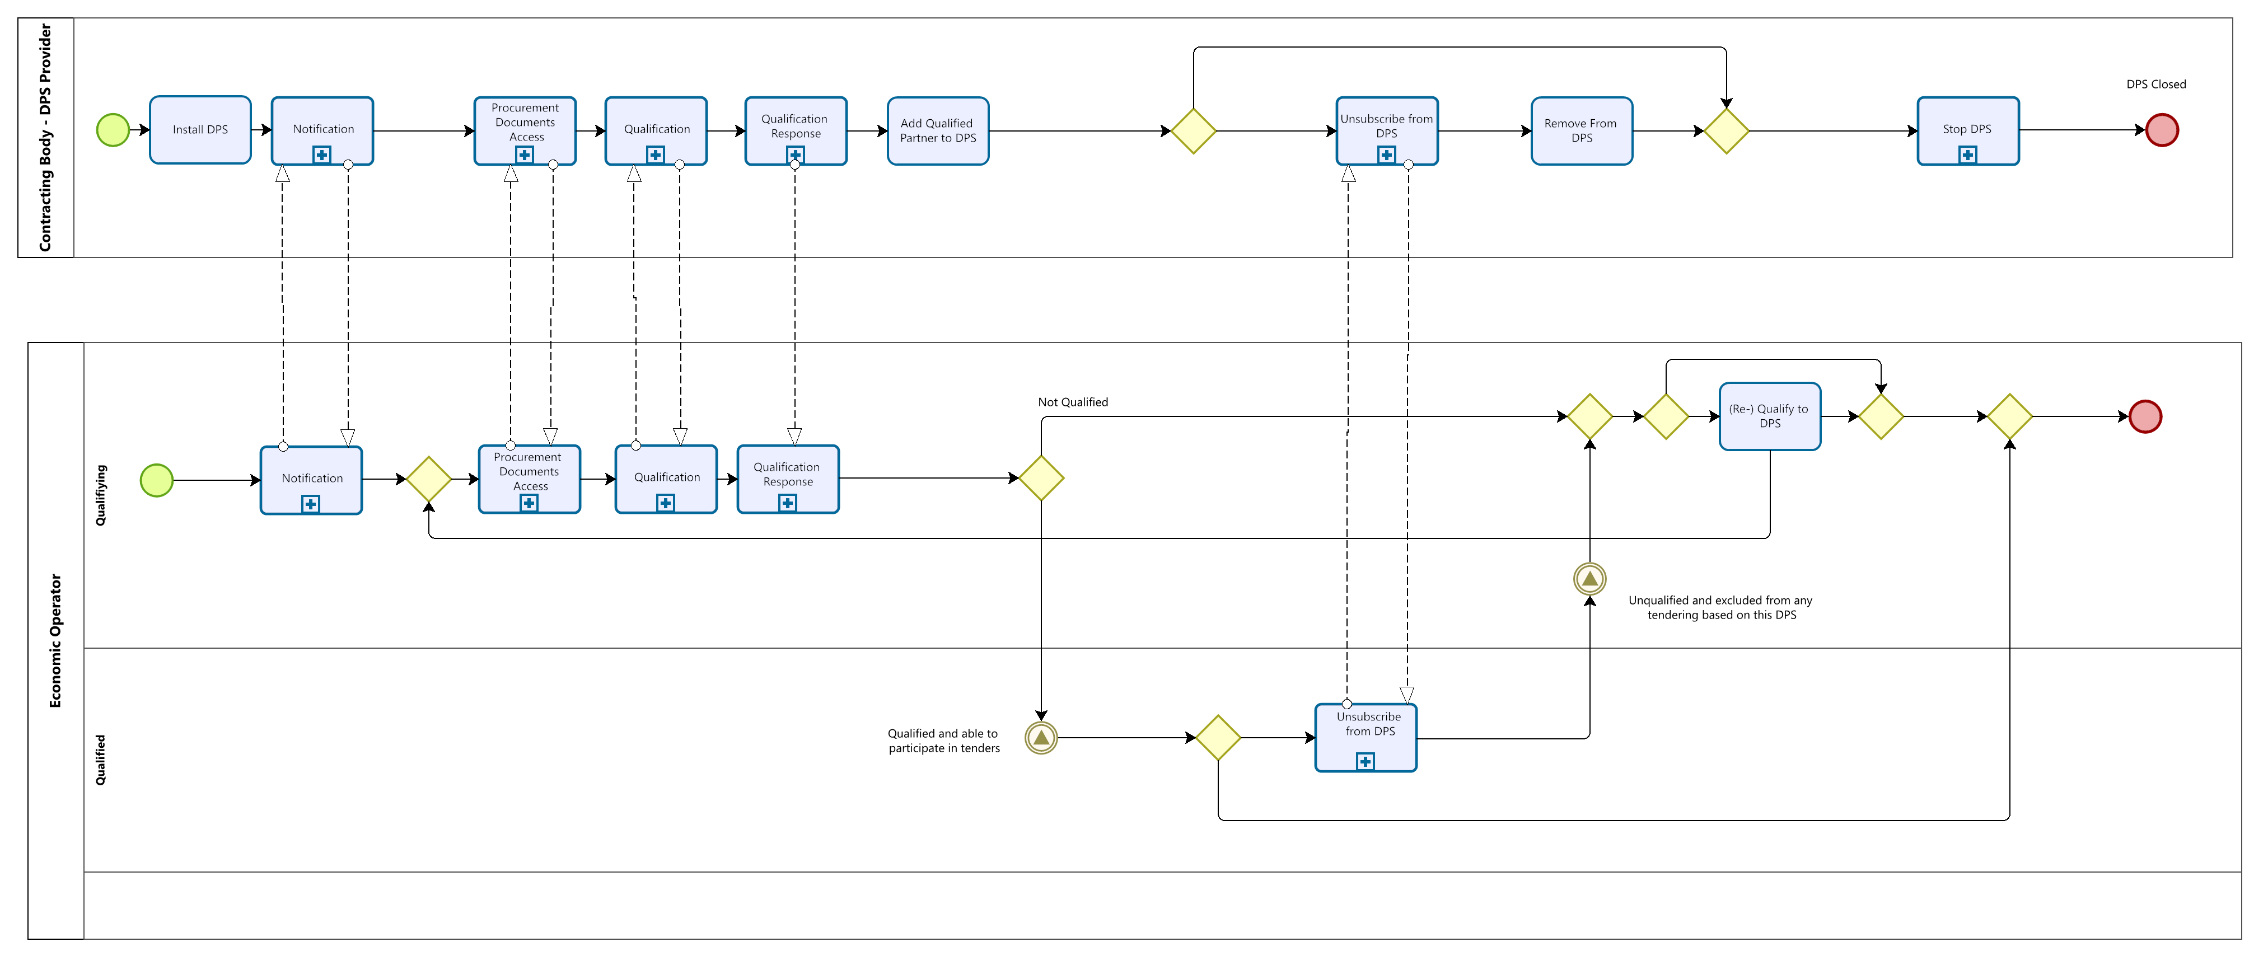 Contracting Body - DPS Provider
Install DPS
Notification
Procurement
Documents
Access
Qualification
Qualification
Response
Add Qualified
Partner to DPS
Unsubscribe from
DPS
Remove From
DPS
Stop DPS
DPS Closed
Economic Operator
Qualifiying
Notification
Procurement
Documents
Access
Qualification
Qualification
Response
Not Qualified
(Re-) Qualify to
DPS
Unqualified and excluded from any
tendering based on this DPS
Qualified
Qualified and able to
participate in tenders
Unsubscribe
from DPS